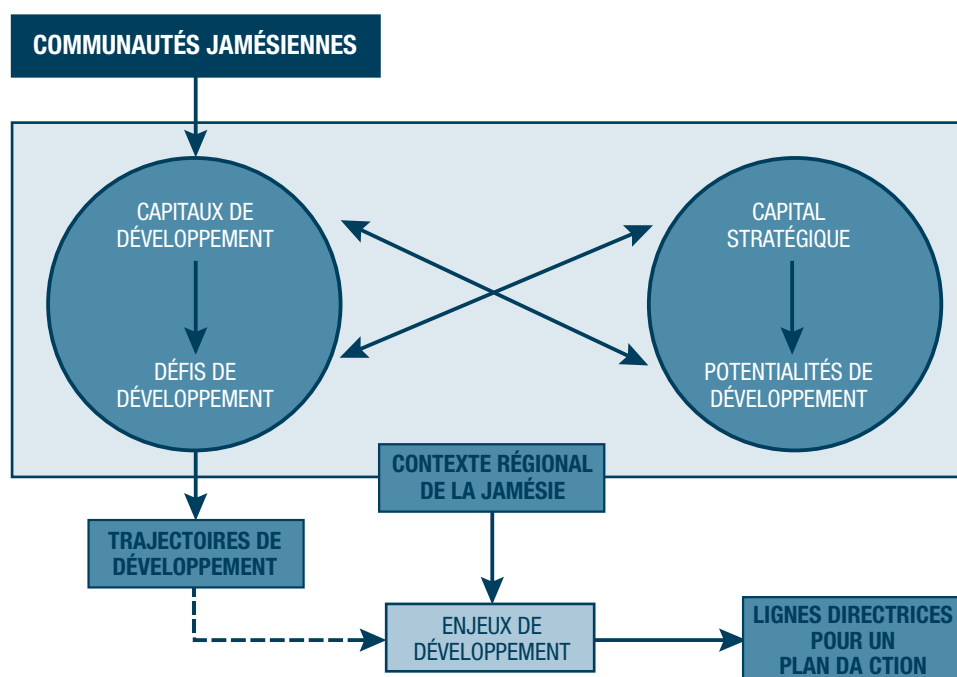 COMMUNAUTÉS JAMÉSIENNES
CAPITAUX DE
DÉVELOPPEMENT
DÉFIS DE
DÉVELOPPEMENT
CAPITAL
STRATÉGIQUE
POTENTIALITÉS DE
DÉVELOPPEMENT
CONTEXTE RÉGIONAL
DE LA JAMÉSIE
TRAJECTOIRES DE
DÉVELOPPEMENT
ENJEUX DE
DÉVELOPPEMENT
LIGNES DIRECTRICES
POUR UN
PLAN DA CTION